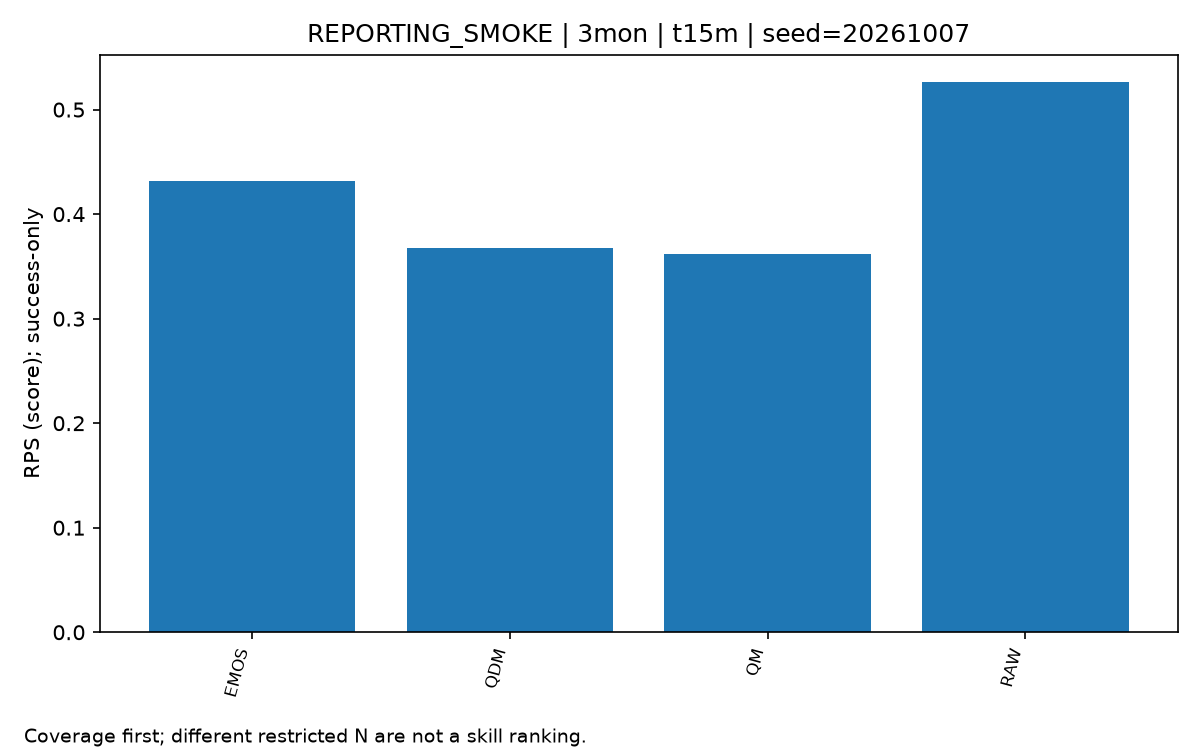 REPORTING_SMOKE | 3mon | t15m | seed=20261007
RPS (score); success-only
0.5
0.4
0.3
0.2
0.1
0.0
EMOS
QDM
QM
RAW
Coverage first; different restricted N are not a skill ranking.